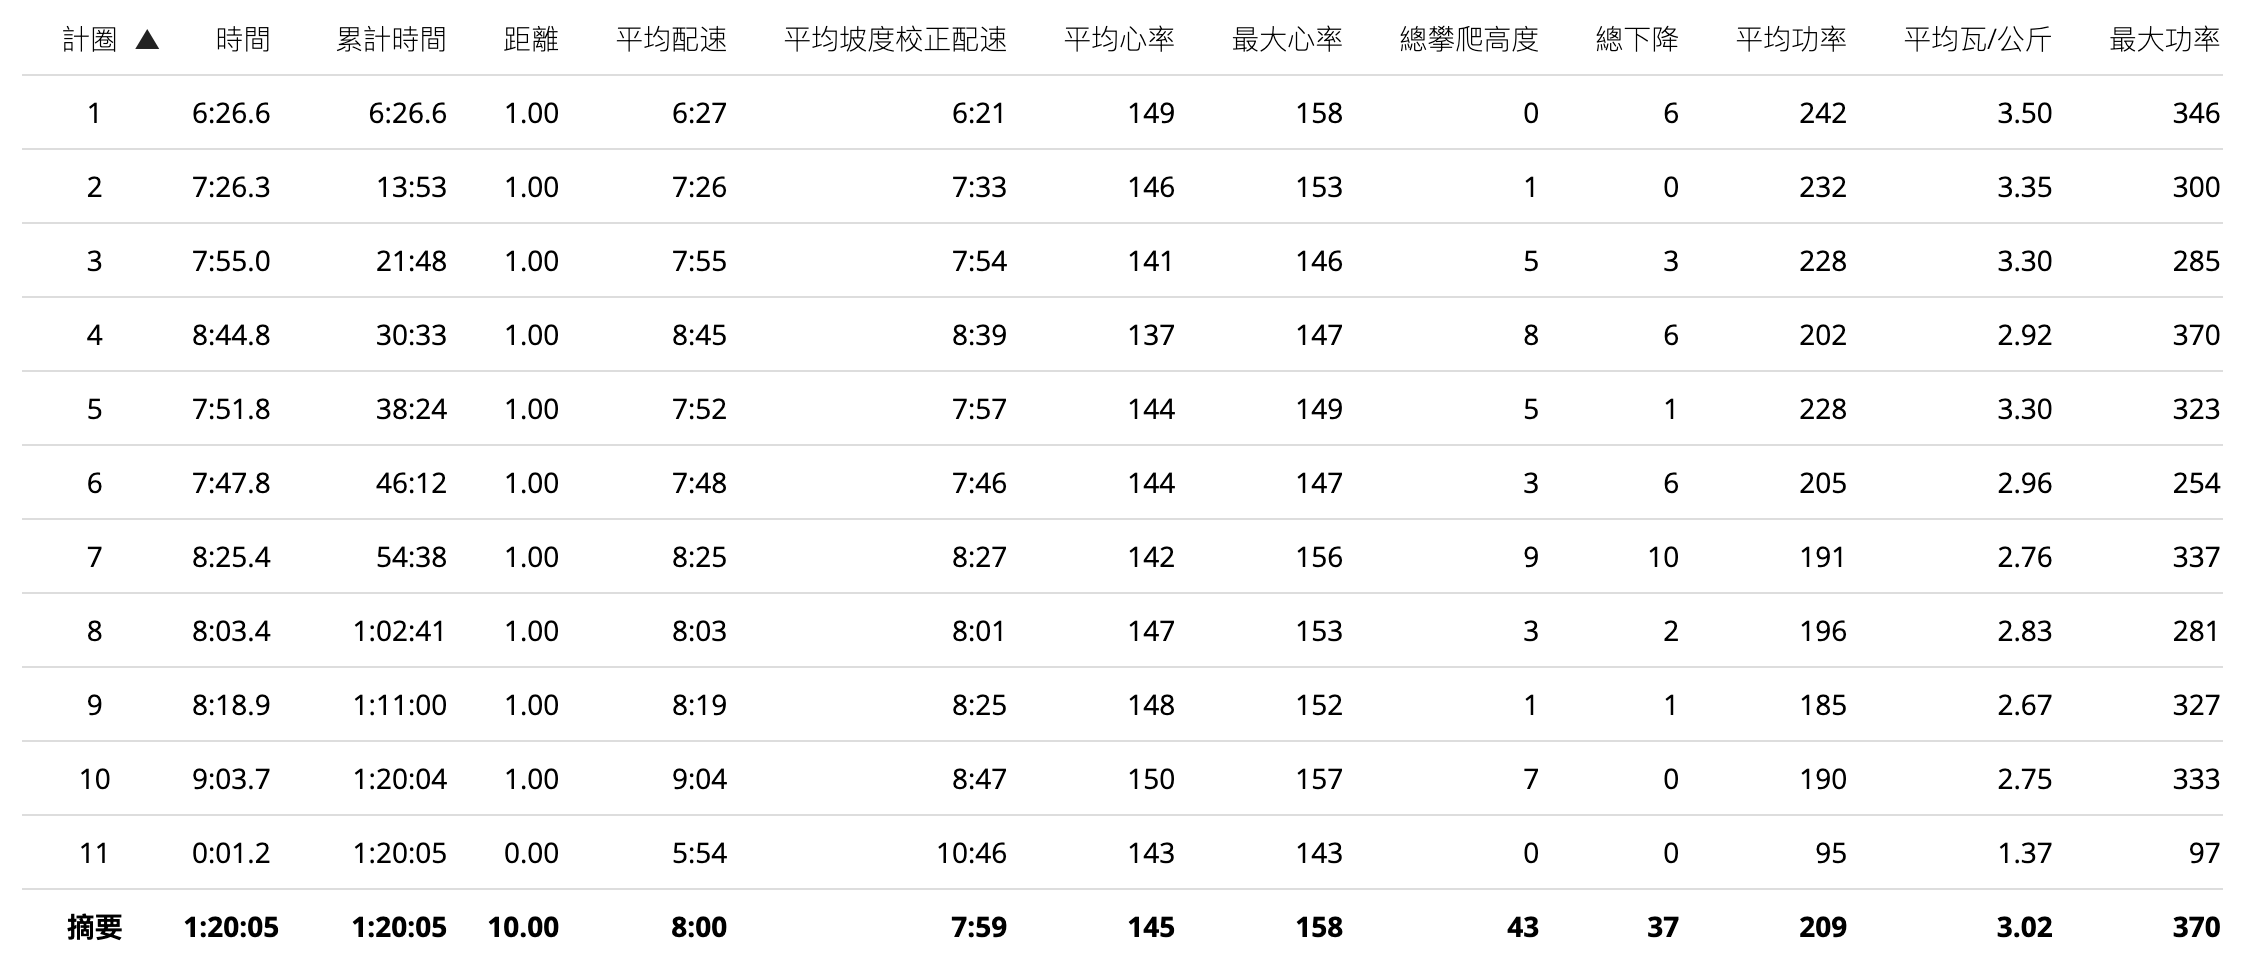 計圈 ▲ 時間 累計時間 距離 平均配速 平均坡度校正配速 平均心率 最大心率 總攀爬高度 總下降 平均功率 平均瓦/公斤 最大功率
1 6:26.6 6:26.6 1.00 6:27 6:21 149 158 0 6 242 3.50 346
2 7:26.3 13:53 1.00 7:26 7:33 146 153 1 0 232 3.35 300
3 7:55.0 21:48 1.00 7:55 7:54 141 146 5 3 228 3.30 285
4 8:44.8 30:33 1.00 8:45 8:39 137 147 8 6 202 2.92 370
5 7:51.8 38:24 1.00 7:52 7:57 144 149 5 1 228 3.30 323
6 7:47.8 46:12 1.00 7:48 7:46 144 147 3 6 205 2.96 254
7 8:25.4 54:38 1.00 8:25 8:27 142 156 9 10 191 2.76 337
8 8:03.4 1:02:41 1.00 8:03 8:01 147 153 3 2 196 2.83 281
9 8:18.9 1:11:00 1.00 8:19 8:25 148 152 1 1 185 2.67 327
10 9:03.7 1:20:04 1.00 9:04 8:47 150 157 7 0 190 2.75 333
11 0:01.2 1:20:05 0.00 5:54 10:46 143 143 0 0 95 1.37 97
摘要 1:20:05 1:20:05 10.00 8:00 7:59 145 158 43 37 209 3.02 370